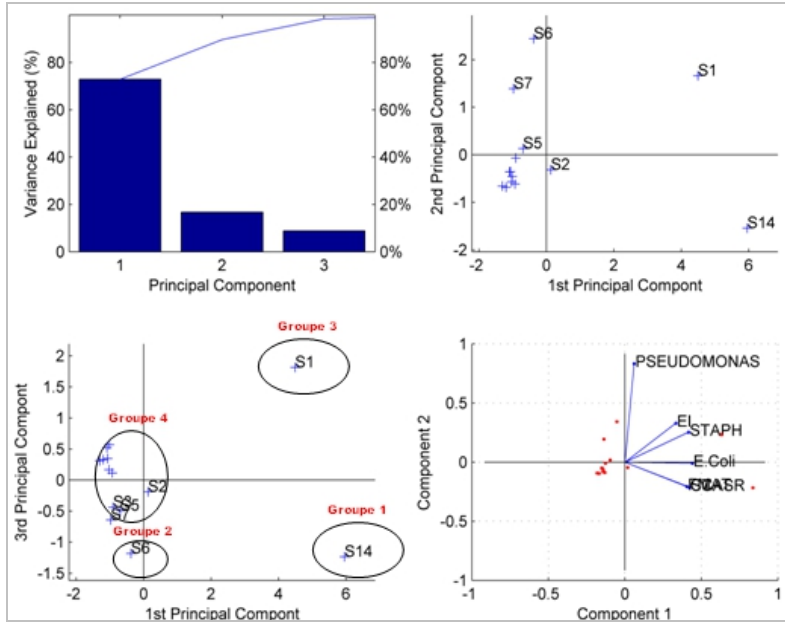 Variance Explained (%)
80
60
40
20
0
80%
60%
40%
20%
0%
1
2
3
Principal Component
2nd Principal Compont
2
1
0
-1
-2
S6
S1
S7
S5
S2
S14
-2
0
2
4
6
1st Principal Compont
3rd Principal Compont
2
1.5
1
0.5
0
-0.5
-1
-1.5
Groupe 3
S1
Groupe 4
S2
S5
S7
Groupe 2
S6
Groupe 1
S14
-2
0
2
4
6
1st Principal Compont
Component 2
1
0.5
0
-0.5
-1
PSEUDOMONAS
EI
STAPH
E.Coli
-1
-0.5
0
0.5
1
Component 1